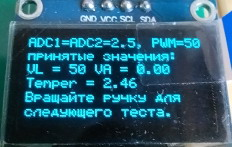 GND VCC SCL SDA
ADC1=ADC2=2.5, PWM=50
принятые значения:
VL = 50 VA = 0.00
Temper = 2.46
Вращайте ручку для
следующего теста.